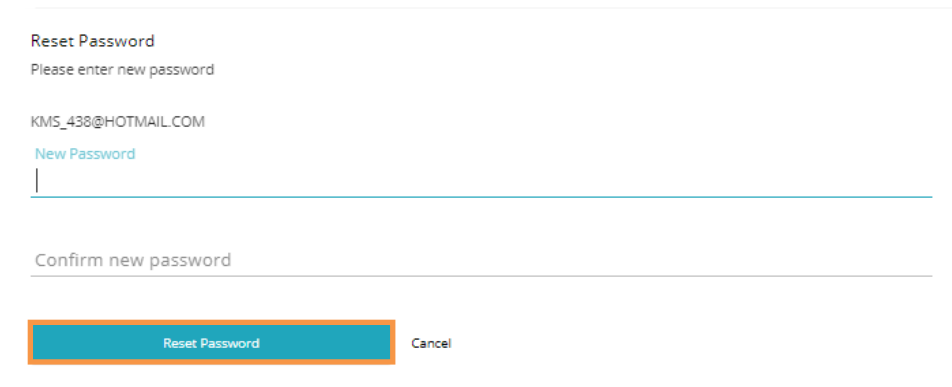 Reset Password
Please enter new password
KMS_438@HOTMAIL.COM
New Password
Confirm new password
Reset Password
Cancel